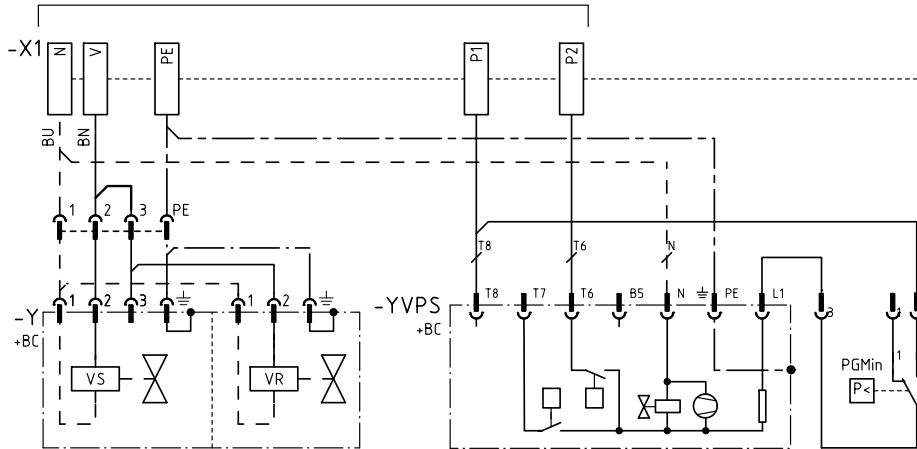 -X1 N V PE P1 P2
BU BN
1 2 3 PE
T8 T6 N
1 2 3 1 2
-Y
+BC
-YVPS
+BC
T8 T7 T6 B5 N PE L1
3
1
PGMin
P<
VS VR